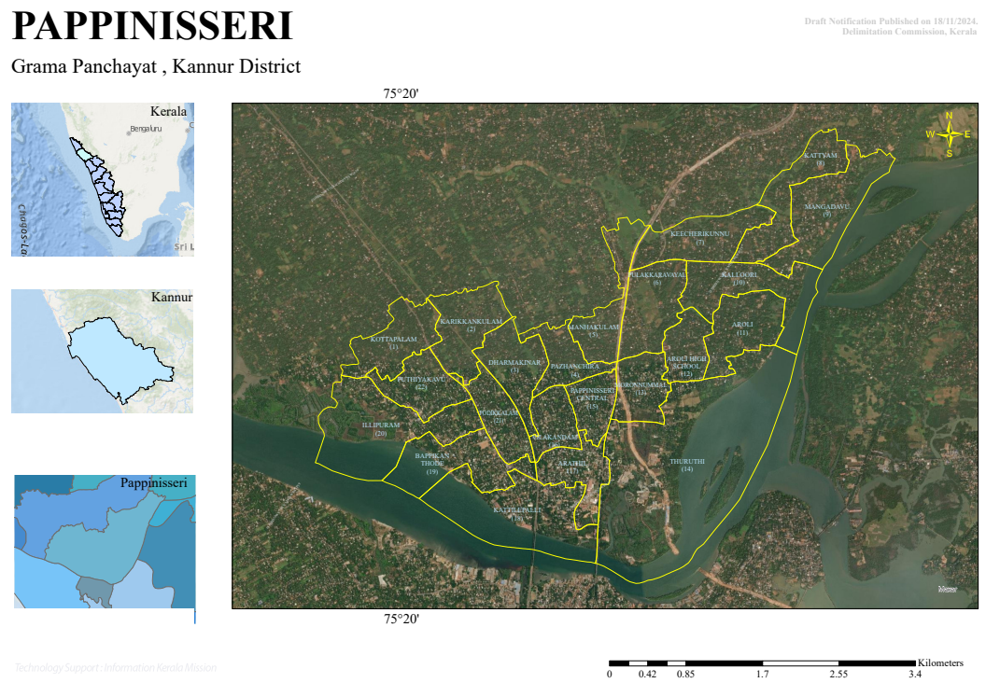 PAPPINISSERI
Grama Panchayat , Kannur District
Draft Notification Published on 18/11/2024.
Delimitation Commission, Kerala
Kerala
Bengaluru
Sri L
Kannur
Pappinisseri
75°20'
N
W
E
S
KATTYAM
(8)
MANGADAVU
(9)
KEECHERIKUNNU
(7)
(6)
KALLOORI
(10)
AROLI
(11)
AROLI HIGH
SCHOOL
(12)
MANHAKULAM
(5)
KARIKKANKULAM
(2)
KOTTAPALAM
(1)
DHARMAKINAR
(3)
PAZHANCHIRA
(4)
PUTHIYAKAVU
(22)
PAPPINISSERI
CENTRAL
(15)
(13)
ILLIPURAM
(20)
BAPPIKAN
THODE
(19)
ARATHIL
(17)
THURUTHI
(14)
75°20'
Technology Support : Information Kerala Mission
Kilometers
0 0.42 0.85 1.7 2.55 3.4